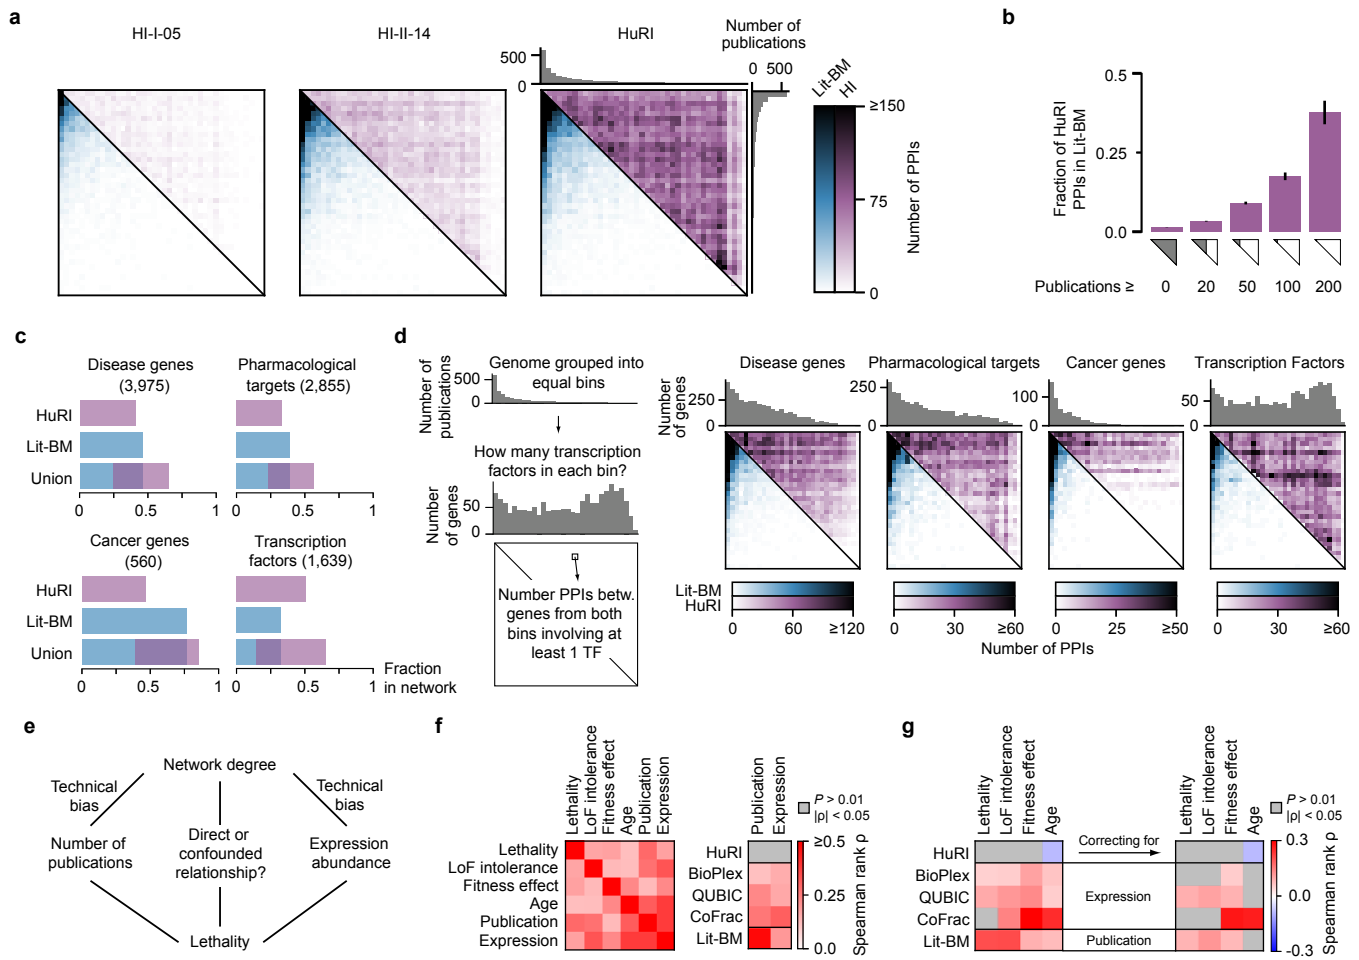 a
HI-I-05
HI-II-14
HuRI
Number of
publications
500
0
0 500
Lit-BM
HI
≥150
75
0
Number of PPIs
b
Fraction of HuRI
PPIs in Lit-BM
0.5
0.25
0.0
Publications ≥ 0 20 50 100 200
c
Disease genes
(3,975)
Pharmacological
targets (2,855)
HuRI
Lit-BM
Union
0 0.5 1
0 0.5 1
Cancer genes
(560)
Transcription
factors (1,639)
HuRI
Lit-BM
Union
0 0.5 1
0 0.5 1
Fraction
in network
d
Number of
publications
500
0
Genome grouped into
equal bins
How many transcription
factors in each bin?
Number
of genes
50
0
Number PPIs betw.
genes from both
bins involving at
least 1 TF
Disease genes
Pharmacological targets
Cancer genes
Transcription Factors
Number
of genes
250
0
250
0
100
0
50
0
Lit-BM
HuRI
0 60 ≥120
0 30 ≥60
0 25 ≥50
0 30 ≥60
Number of PPIs
e
Network degree
Technical
bias
Technical
bias
Number of
publications
Direct or
confounded
relationship?
Expression
abundance
Lethality
f
Lethality
LoF intolerance
Fitness effect
Age
Publication
Expression
Lethality
LoF intolerance
Fitness effect
Age
Publication
Expression
Publication
Expression
HuRI
BioPlex
QUBIC
CoFrac
Lit-BM
P > 0.01
|ρ| < 0.05
≥0.5
0.25
0.0
Spearman rank ρ
g
Lethality
LoF intolerance
Fitness effect
Age
HuRI
BioPlex
QUBIC
CoFrac
Lit-BM
Correcting for
Expression
Publication
Lethality
LoF intolerance
Fitness effect
Age
P > 0.01
|ρ| < 0.05
0.3
0.0
-0.3
Spearman rank ρ